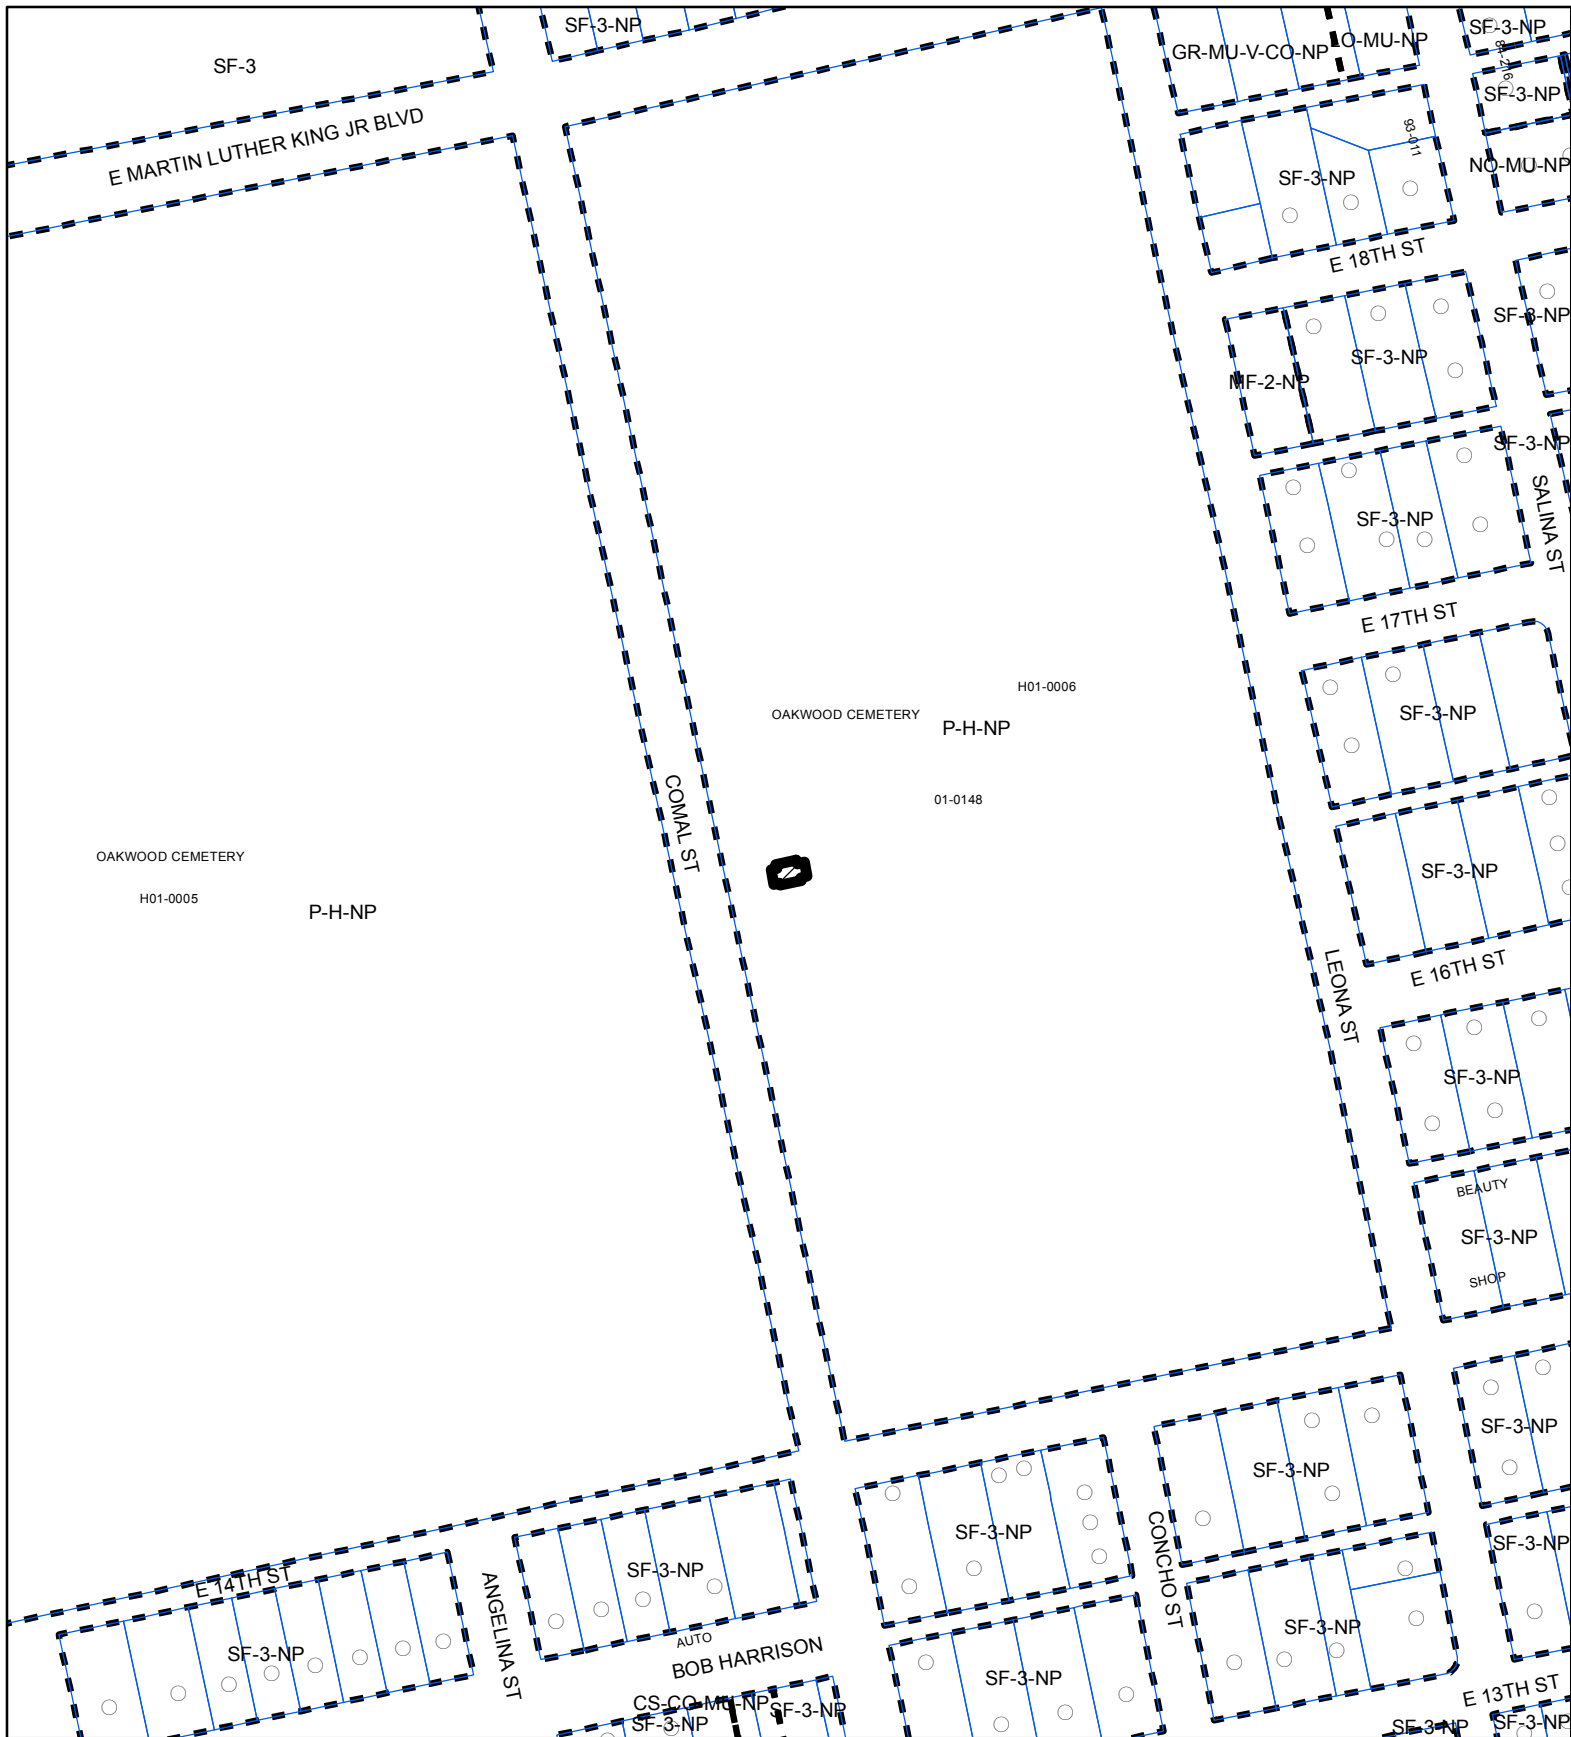 SF-3-NP
SF-3
GR-MU-V-CO-NP
LO-MU-NP
SF-3-NP
SF-3-NP
E MARTIN LUTHER KING JR BLVD
93-011
NO-MU-NP
SF-3-NP
E 18TH ST
SF-3-NP
SF-3-NP
MF-2-NP
SF-3-NP
SALINA ST
SF-3-NP
E 17TH ST
H01-0006
OAKWOOD CEMETERY
P-H-NP
SF-3-NP
COMAL ST
01-0148
OAKWOOD CEMETERY
H01-0005
P-H-NP
SF-3-NP
LEONA ST
E 16TH ST
SF-3-NP
BEAUTY
SF-3-NP
SHOP
SF-3-NP
SF-3-NP
SF-3-NP
SF-3-NP
CONCHO ST
SF-3-NP
E 14TH ST
ANGELINA ST
SF-3-NP
SF-3-NP
AUTO
BOB HARRISON
SF-3-NP
E 13TH ST
CS-CO-MU-NP
SF-3-NP
SF-3-NP
SF-3-NP
SF-3-NP